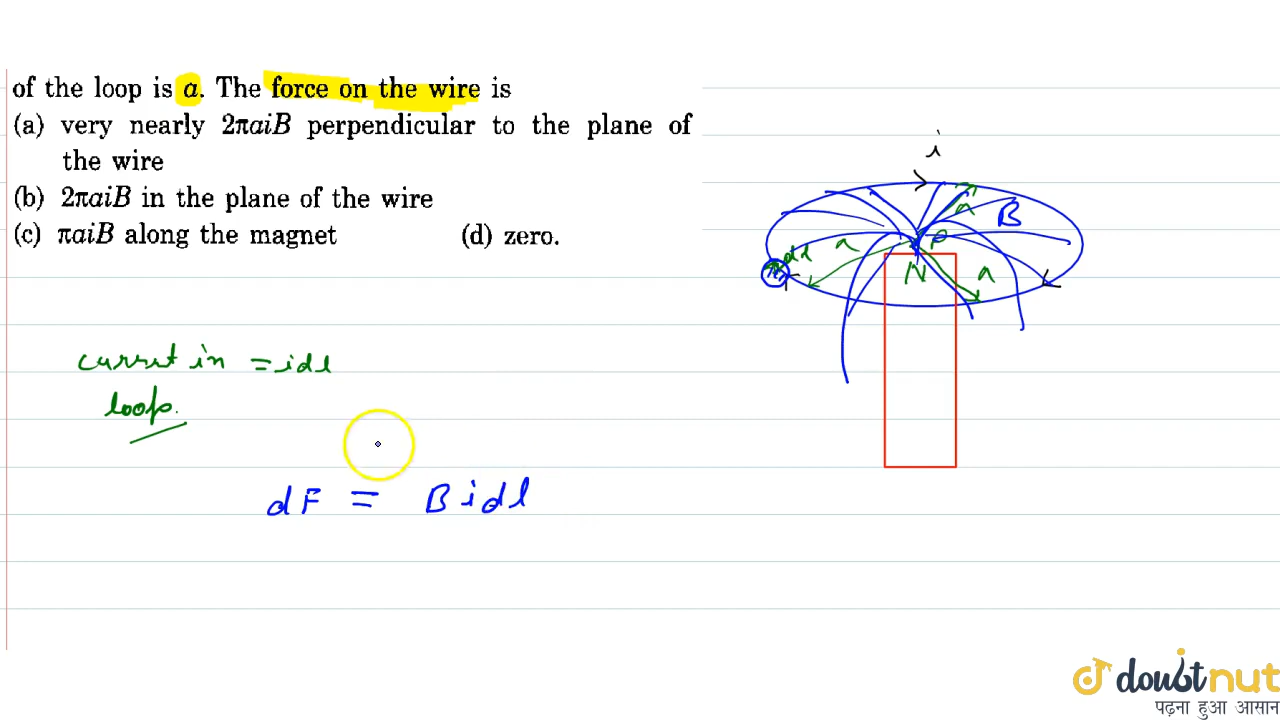 of the loop is a. The force on the wire is
(a) very nearly 2πaiB perpendicular to the plane of
the wire
(b) 2πaiB in the plane of the wire
(c) πaiB along the magnet (d) zero.
i
a
B
dl a P
N a
current in = idl
loop.
dF = Bidl
doubtnut
पढ़ना हुआ आसान